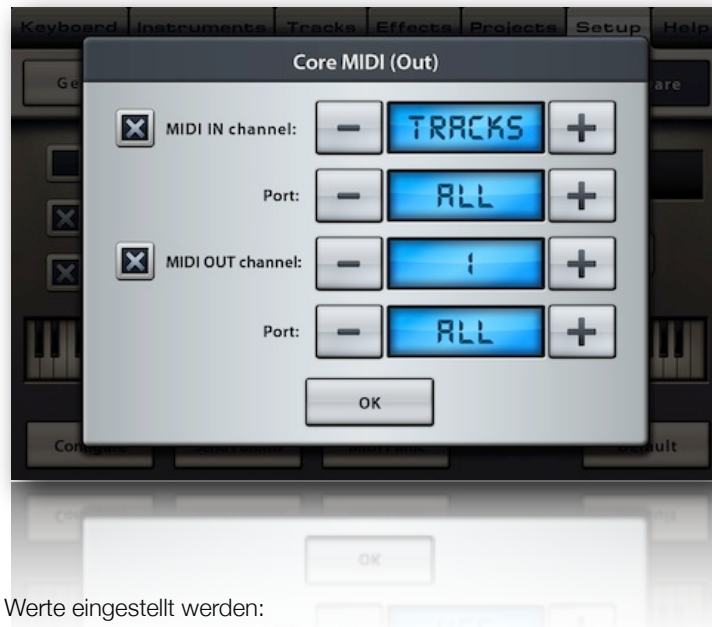 Keyboard Instruments Tracks Effects Projects Setup Help
Core MIDI (Out)
MIDI IN channel: TRACKS
Port: ALL
MIDI OUT channel: 1
Port: ALL
OK
OK
Werte eingestellt werden: